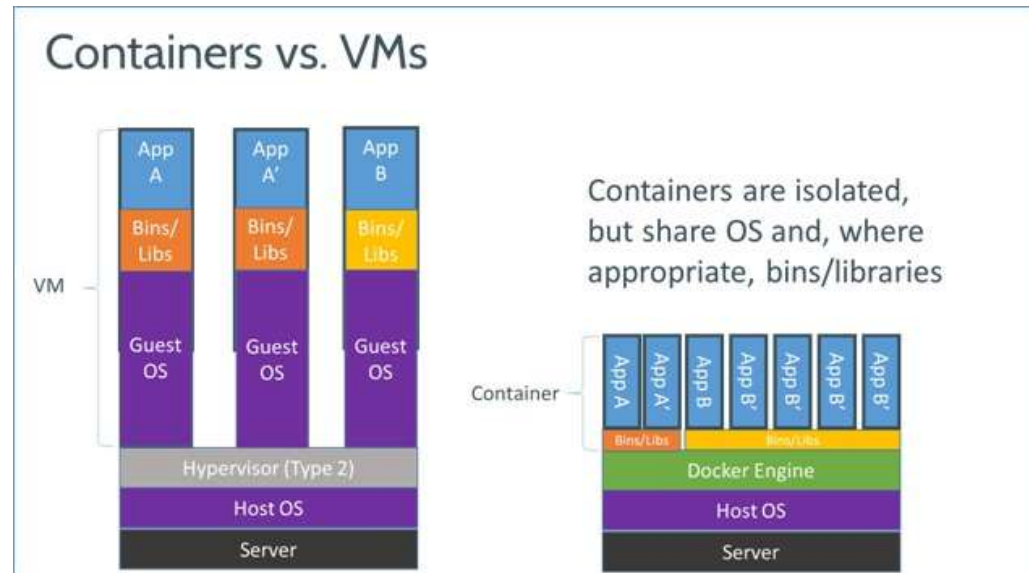 Containers vs. VMs
App
A
App
A'
App
B
Bins/
Libs
Bins/
Libs
Bins/
Libs
VM
Guest
OS
Guest
OS
Guest
OS
Hypervisor (Type 2)
Host OS
Server
Containers are isolated,
but share OS and, where
appropriate, bins/libraries
Container
App A
App A'
App B
App B'
App B'
App B'
App B'
Bins/Libs
Bins/Libs
Docker Engine
Host OS
Server